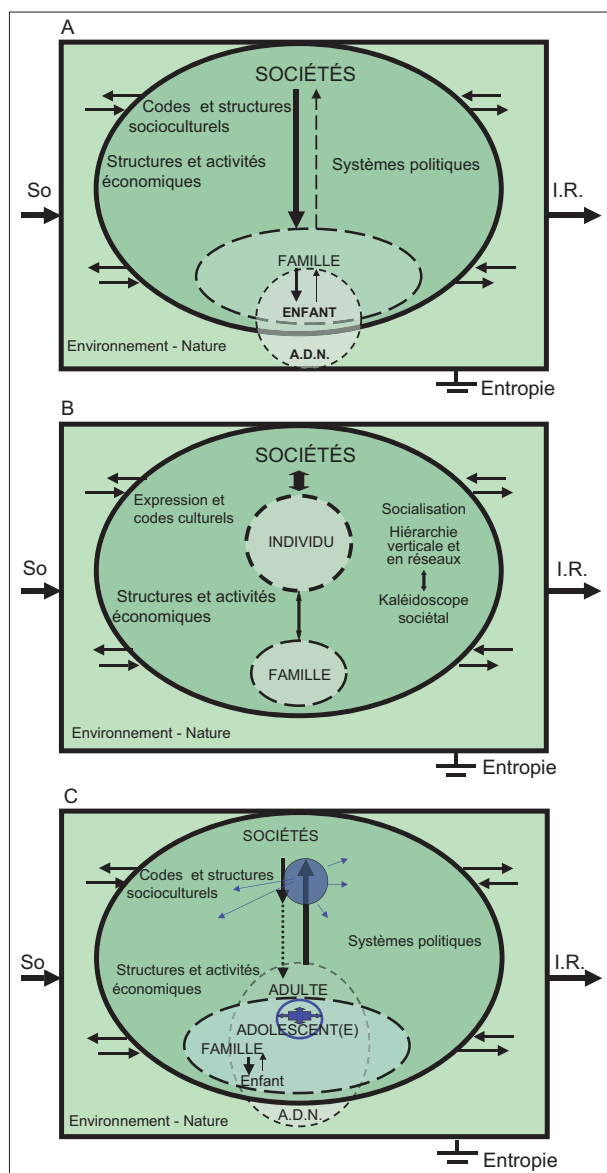 A
SOCIÉTÉS
Codes et structures
socioculturels
Structures et activités
économiques
Systèmes politiques
So
I.R.
FAMILLE
ENFANT
A.D.N.
Environnement - Nature
Entropie
B
SOCIÉTÉS
Expression et
codes culturels
Socialisation
INDIVIDU
Hiérarchie
verticale et
en réseaux
So
I.R.
Structures et activités
économiques
Kaléidoscope
sociétal
FAMILLE
Environnement - Nature
Entropie
C
SOCIÉTÉS
Codes et structures
socioculturels
Systèmes politiques
So
I.R.
Structures et activités
économiques
ADULTE
ADOLESCENT(E)
FAMILLE
Enfant
A.D.N.
Environnement - Nature
Entropie